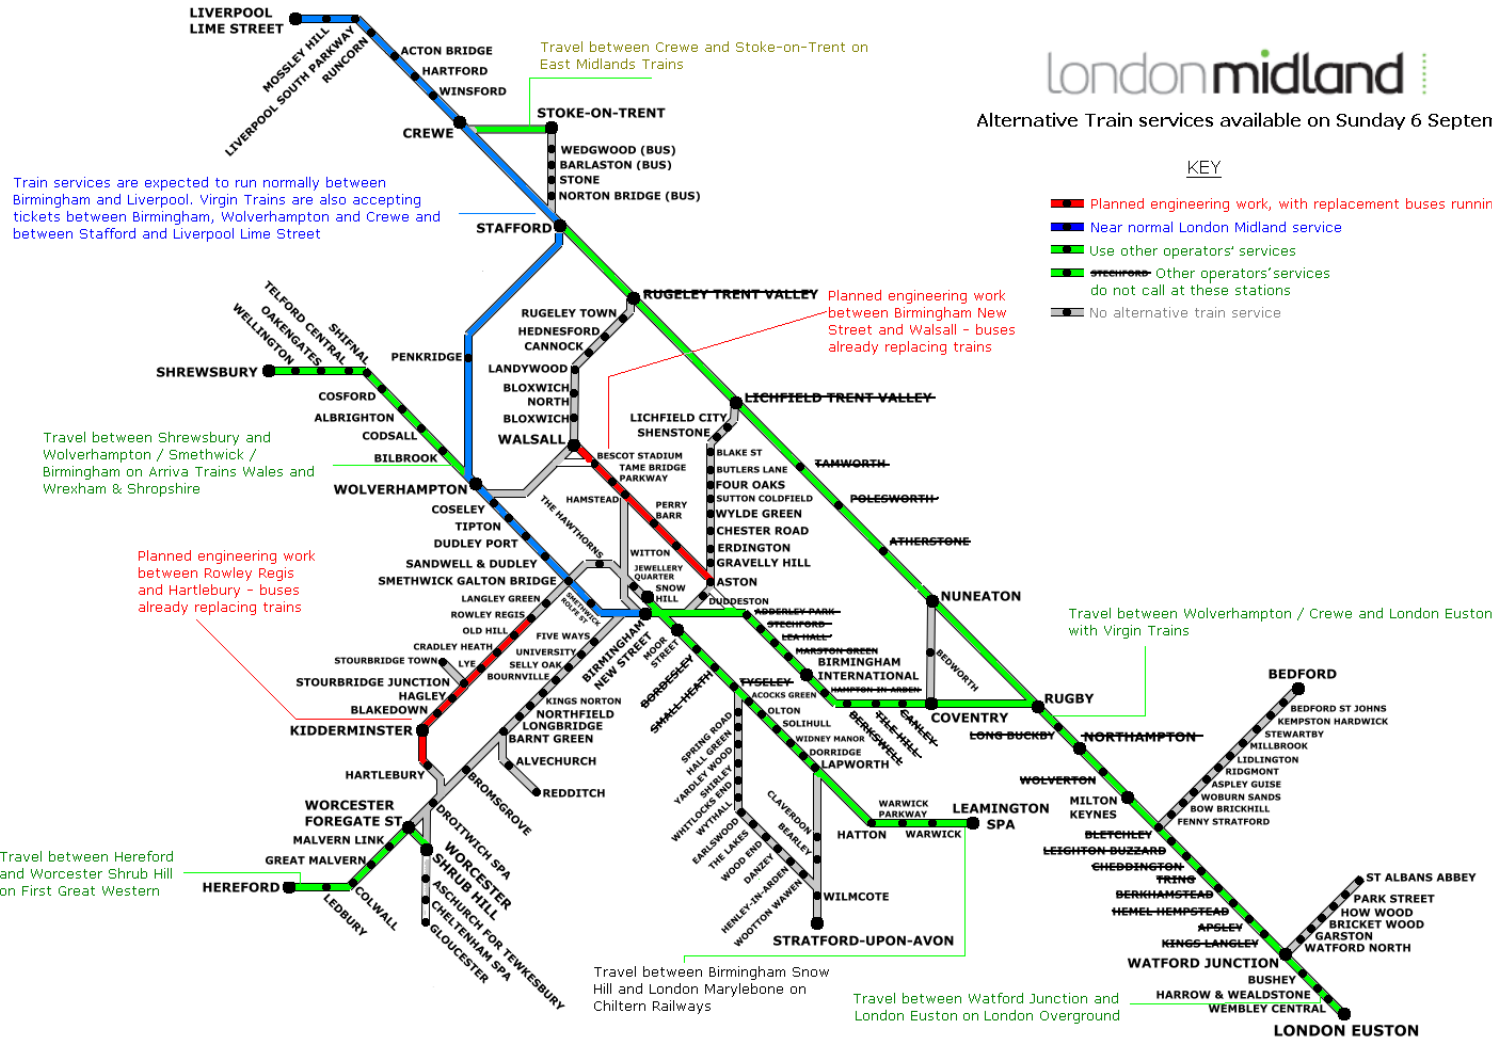 LIVERPOOL
LIME STREET
MOSSLEY HILL
LIVERPOOL SOUTH PARKWAY
RUNCORN
ACTON BRIDGE
HARTFORD
WINSFORD
CREWE
Travel between Crewe and Stoke-on-Trent on
East Midlands Trains
STOKE-ON-TRENT
WEDGWOOD (BUS)
BARLASTON (BUS)
STONE
NORTON BRIDGE (BUS)
londonmidland
Alternative Train services available on Sunday 6 Septem
KEY
Planned engineering work, with replacement buses runnin
Near normal London Midland service
Use other operators' services
STECHFORD Other operators' services
do not call at these stations
No alternative train service
Train services are expected to run normally between
Birmingham and Liverpool. Virgin Trains are also accepting
tickets between Birmingham, Wolverhampton and Crewe and
between Stafford and Liverpool Lime Street
STAFFORD
RUGELEY TRENT VALLEY
RUGELEY TOWN
HEDNESFORD
CANNOCK
LANDYWOOD
BLOXWICH
NORTH
BLOXWICH
WALSALL
Planned engineering work
between Birmingham New
Street and Walsall - buses
already replacing trains
PENKRIDGE
TELFORD CENTRAL
SHIFNAL
OAKENGATES
WELLINGTON
SHREWSBURY
COSFORD
ALBRIGHTON
CODSALL
BILBROOK
WOLVERHAMPTON
Travel between Shrewsbury and
Wolverhampton / Smethwick /
Birmingham on Arriva Trains Wales and
Wrexham & Shropshire
LICHFIELD TRENT VALLEY
LICHFIELD CITY
SHENSTONE
BLAKE ST
BUTLERS LANE
FOUR OAKS
SUTTON COLDFIELD
WYLDE GREEN
CHESTER ROAD
ERDINGTON
GRAVELLY HILL
ASTON
DUDDESTON
BESCOT STADIUM
TAME BRIDGE
PARKWAY
HAMSTEAD
PERRY
BARR
THE HAWTHORNS
WITTON
JEWELLERY
QUARTER
SNOW
HILL
TAMWORTH
POLESWORTH
ATHERSTONE
NUNEATON
BEDWORTH
COSELEY
TIPTON
DUDLEY PORT
SANDWELL & DUDLEY
SMETHWICK GALTON BRIDGE
SMETHWICK
ROLFE ST
LANGLEY GREEN
ROWLEY REGIS
OLD HILL
CRADLEY HEATH
LYE
STOURBRIDGE TOWN
STOURBRIDGE JUNCTION
HAGLEY
BLAKEDOWN
KIDDERMINSTER
HARTLEBURY
Planned engineering work
between Rowley Regis
and Hartlebury - buses
already replacing trains
FIVE WAYS
UNIVERSITY
SELLY OAK
BOURNVILLE
KINGS NORTON
NORTHFIELD
LONGBRIDGE
BARNT GREEN
ALVECHURCH
REDDITCH
BROMSGROVE
DROITWICH SPA
BIRMINGHAM
NEW STREET
MOOR
STREET
BORDESLEY
SMALL HEATH
TYSELEY
ACOCKS GREEN
OLTON
SOLIHULL
WIDNEY MANOR
DORRIDGE
LAPWORTH
ADDERLEY PARK
STECHFORD
LEA HALL
MARSTON GREEN
BIRMINGHAM
INTERNATIONAL
HAMPTON-IN-ARDEN
BERKSWELL
TILE HILL
CANLEY
COVENTRY
RUGBY
Travel between Wolverhampton / Crewe and London Euston
with Virgin Trains
LONG BUCKBY
NORTHAMPTON
WOLVERTON
MILTON
KEYNES
BLETCHLEY
LEIGHTON BUZZARD
CHEDDINGTON
TRING
BERKHAMSTEAD
HEMEL HEMPSTEAD
APSLEY
KINGS LANGLEY
WATFORD JUNCTION
BUSHEY
HARROW & WEALDSTONE
WEMBLEY CENTRAL
LONDON EUSTON
BEDFORD
BEDFORD ST JOHNS
KEMPSTON HARDWICK
STEWARTBY
MILLBROOK
LIDLINGTON
RIDGMONT
ASPLEY GUISE
WOBURN SANDS
BOW BRICKHILL
FENNY STRATFORD
ST ALBANS ABBEY
PARK STREET
HOW WOOD
BRICKET WOOD
GARSTON
WATFORD NORTH
SPRING ROAD
HALL GREEN
YARDLEY WOOD
SHIRLEY
WHITLOCKS END
WYTHALL
EARLSWOOD
THE LAKES
WOOD END
DANZEY
HENLEY-IN-ARDEN
WOOTTON WAWEN
CLAVERDON
BEARLEY
WILMCOTE
STRATFORD-UPON-AVON
HATTON
WARWICK
PARKWAY
WARWICK
LEAMINGTON
SPA
WORCESTER
FOREGATE ST
MALVERN LINK
GREAT MALVERN
HEREFORD
LEDBURY
COLWALL
WORCESTER
SHRUB HILL
ASCHURCH FOR TEWKESBURY
CHELTENHAM SPA
GLOUCESTER
Travel between Hereford
and Worcester Shrub Hill
on First Great Western
Travel between Birmingham Snow
Hill and London Marylebone on
Chiltern Railways
Travel between Watford Junction and
London Euston on London Overground